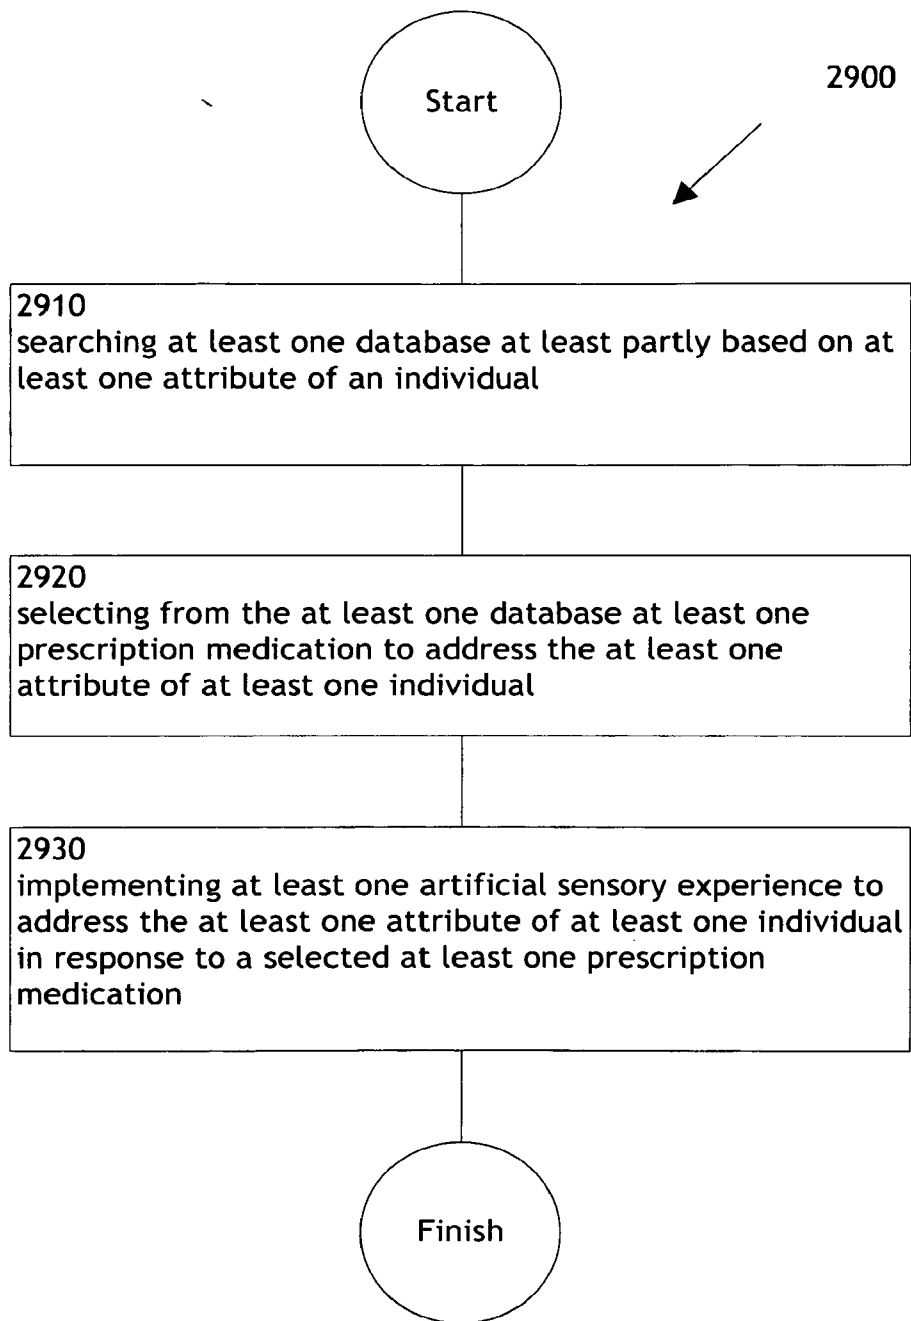 Start
2900
2910
searching at least one database at least partly based on at
least one attribute of an individual
2920
selecting from the at least one database at least one
prescription medication to address the at least one
attribute of at least one individual
2930
implementing at least one artificial sensory experience to
address the at least one attribute of at least one individual
in response to a selected at least one prescription
medication
Finish